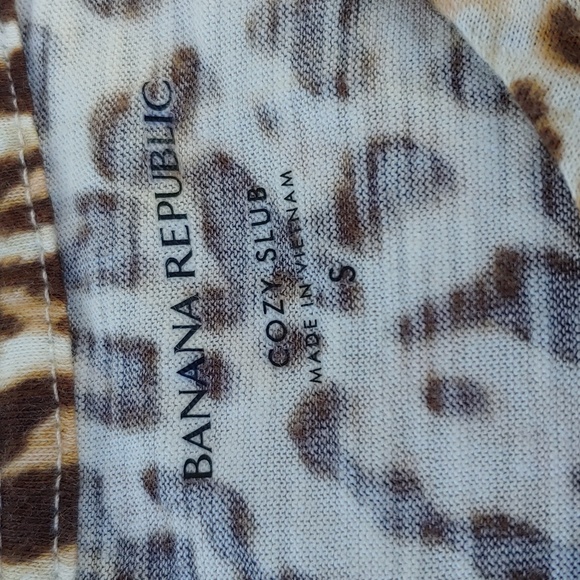 BANANA REPUBLIC
COZY SLUB
MADE IN VIETNAM
S